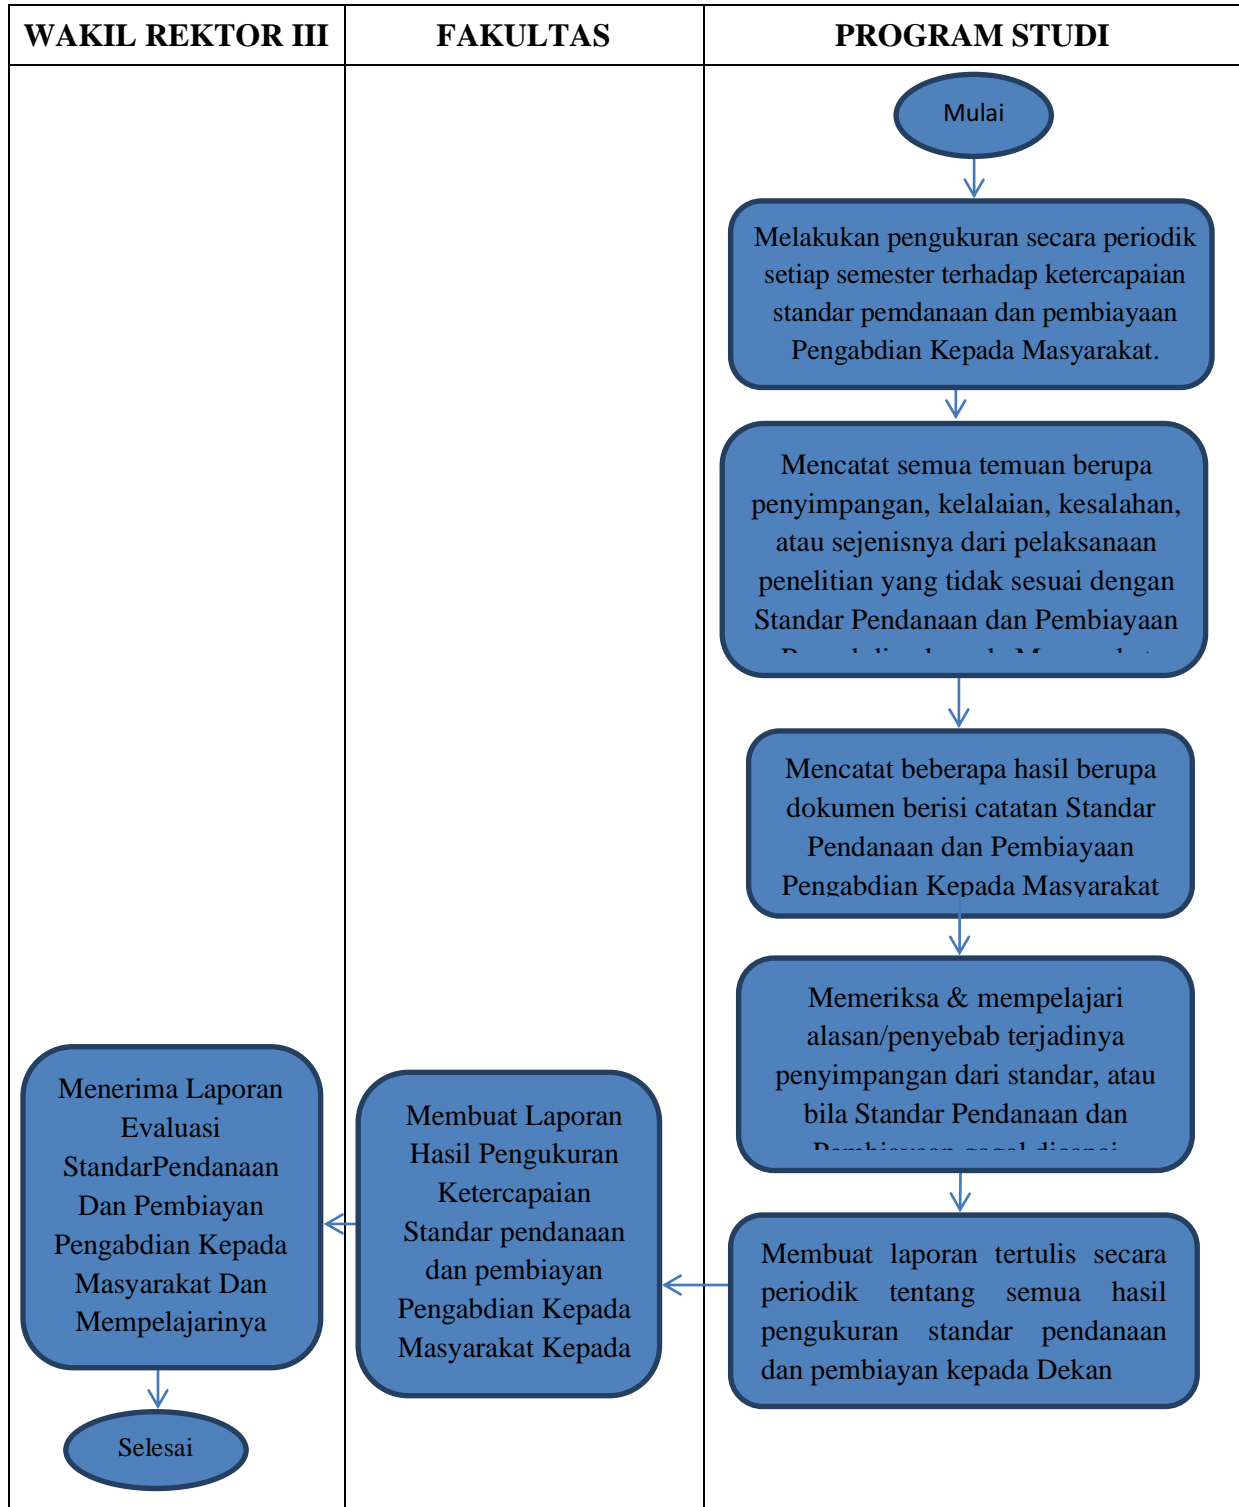 WAKIL REKTOR III
FAKULTAS
PROGRAM STUDI
Mulai
Melakukan pengukuran secara periodik
setiap semester terhadap ketercapaian
standar pemdanaan dan pembiayaan
Pengabdian Kepada Masyarakat.
Mencatat semua temuan berupa
penyimpangan, kelalaian, kesalahan,
atau sejenisnya dari pelaksanaan
penelitian yang tidak sesuai dengan
Standar Pendanaan dan Pembiayaan
Mencatat beberapa hasil berupa
dokumen berisi catatan Standar
Pendanaan dan Pembiayaan
Pengabdian Kepada Masyarakat
Memeriksa & mempelajari
alasan/penyebab terjadinya
penyimpangan dari standar, atau
bila Standar Pendanaan dan
Membuat laporan tertulis secara
periodik tentang semua hasil
pengukuran standar pendanaan
dan pembiayan kepada Dekan
Membuat Laporan
Hasil Pengukuran
Ketercapaian
Standar pendanaan
dan pembiayan
Pengabdian Kepada
Masyarakat Kepada
Menerima Laporan
Evaluasi
StandarPendanaan
Dan Pembiayan
Pengabdian Kepada
Masyarakat Dan
Mempelajarinya
Selesai